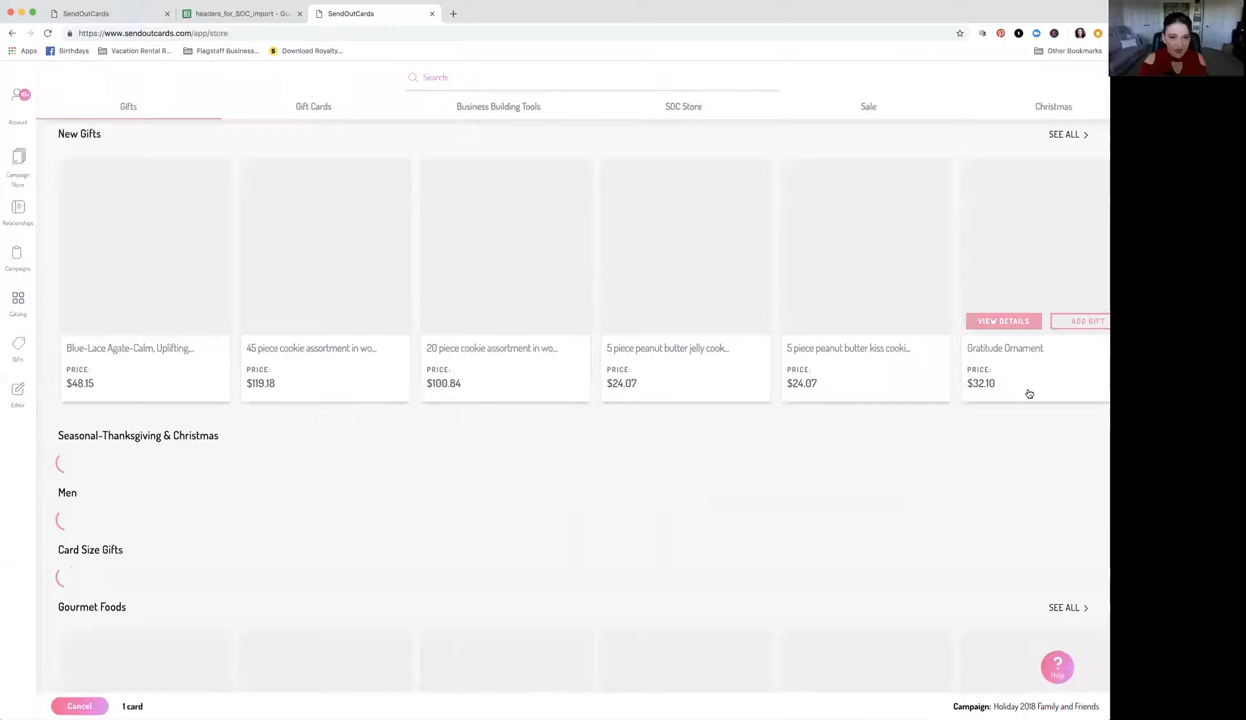 SendOutCards
headers_for_SOC_import - Go
SendOutCards
https://www.sendoutcards.com/app/store
Apps
Birthdays
Vacation Rental R...
Flagstaff Business...
Download Royalty...
Other Bookmarks
Search:
10+
Account
Gifts
Gift Cards
Business Building Tools
SOC Store
Sale
Christmas
New Gifts
SEE ALL
Campaign
Store
Relationships
Campaigns
Catalog
Gifts
Editor
VIEW DETAILS
ADD GIFT
Blue-Lace Agate-Calm, Uplifting,...
PRICE:
$48.15
45 piece cookie assortment in wo...
PRICE:
$119.18
20 piece cookie assortment in wo...
PRICE:
$100.84
5 piece peanut butter jelly cook...
PRICE:
$24.07
5 piece peanut butter kiss cooki...
PRICE:
$24.07
Gratitude Ornament
PRICE:
$32.10
Seasonal-Thanksgiving & Christmas
Men
Card Size Gifts
Gourmet Foods
SEE ALL
?
Help
Cancel
1 card
Campaign: Holiday 2018 Family and Friends